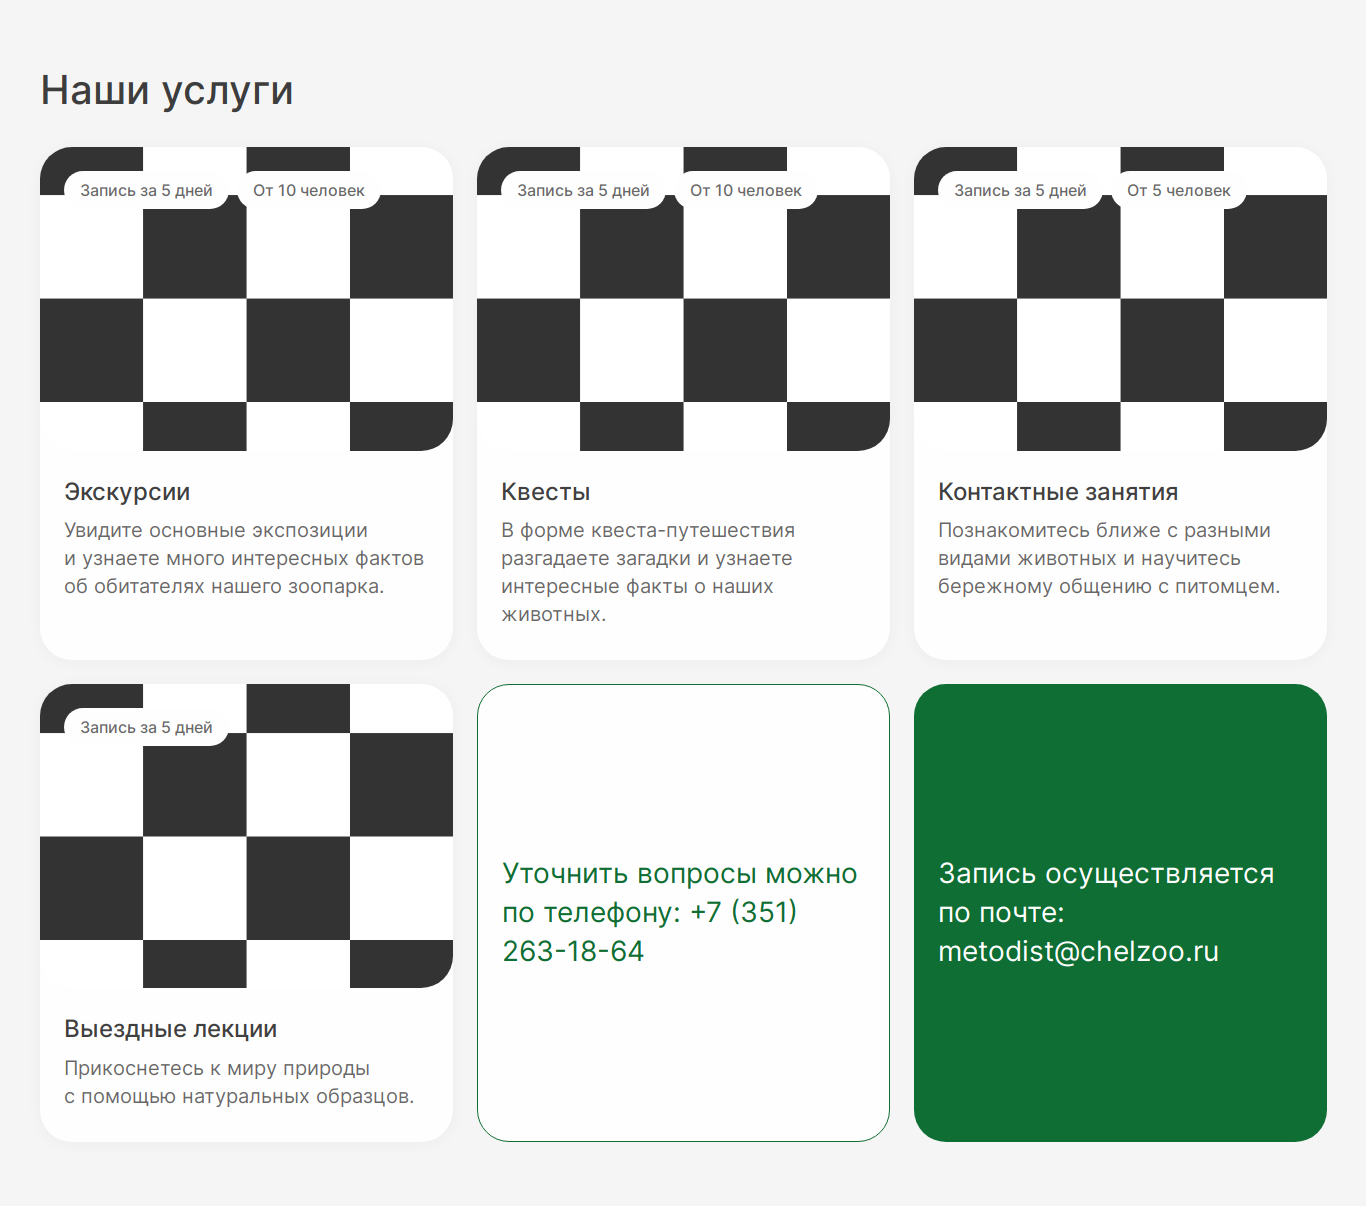 Наши услуги
Запись за 5 дней
От 10 человек
Экскурсии
Увидите основные экспозиции
и узнаете много интересных фактов
об обитателях нашего зоопарка.
Запись за 5 дней
От 10 человек
Квесты
В форме квеста-путешествия
разгадаете загадки и узнаете
интересные факты о наших
животных.
Запись за 5 дней
От 5 человек
Контактные занятия
Познакомитесь ближе с разными
видами животных и научитесь
бережному общению с питомцем.
Запись за 5 дней
Выездные лекции
Прикоснетесь к миру природы
с помощью натуральных образцов.
Уточнить вопросы можно
по телефону: +7 (351)
263-18-64
Запись осуществляется
по почте:
metodist@chelzoo.ru